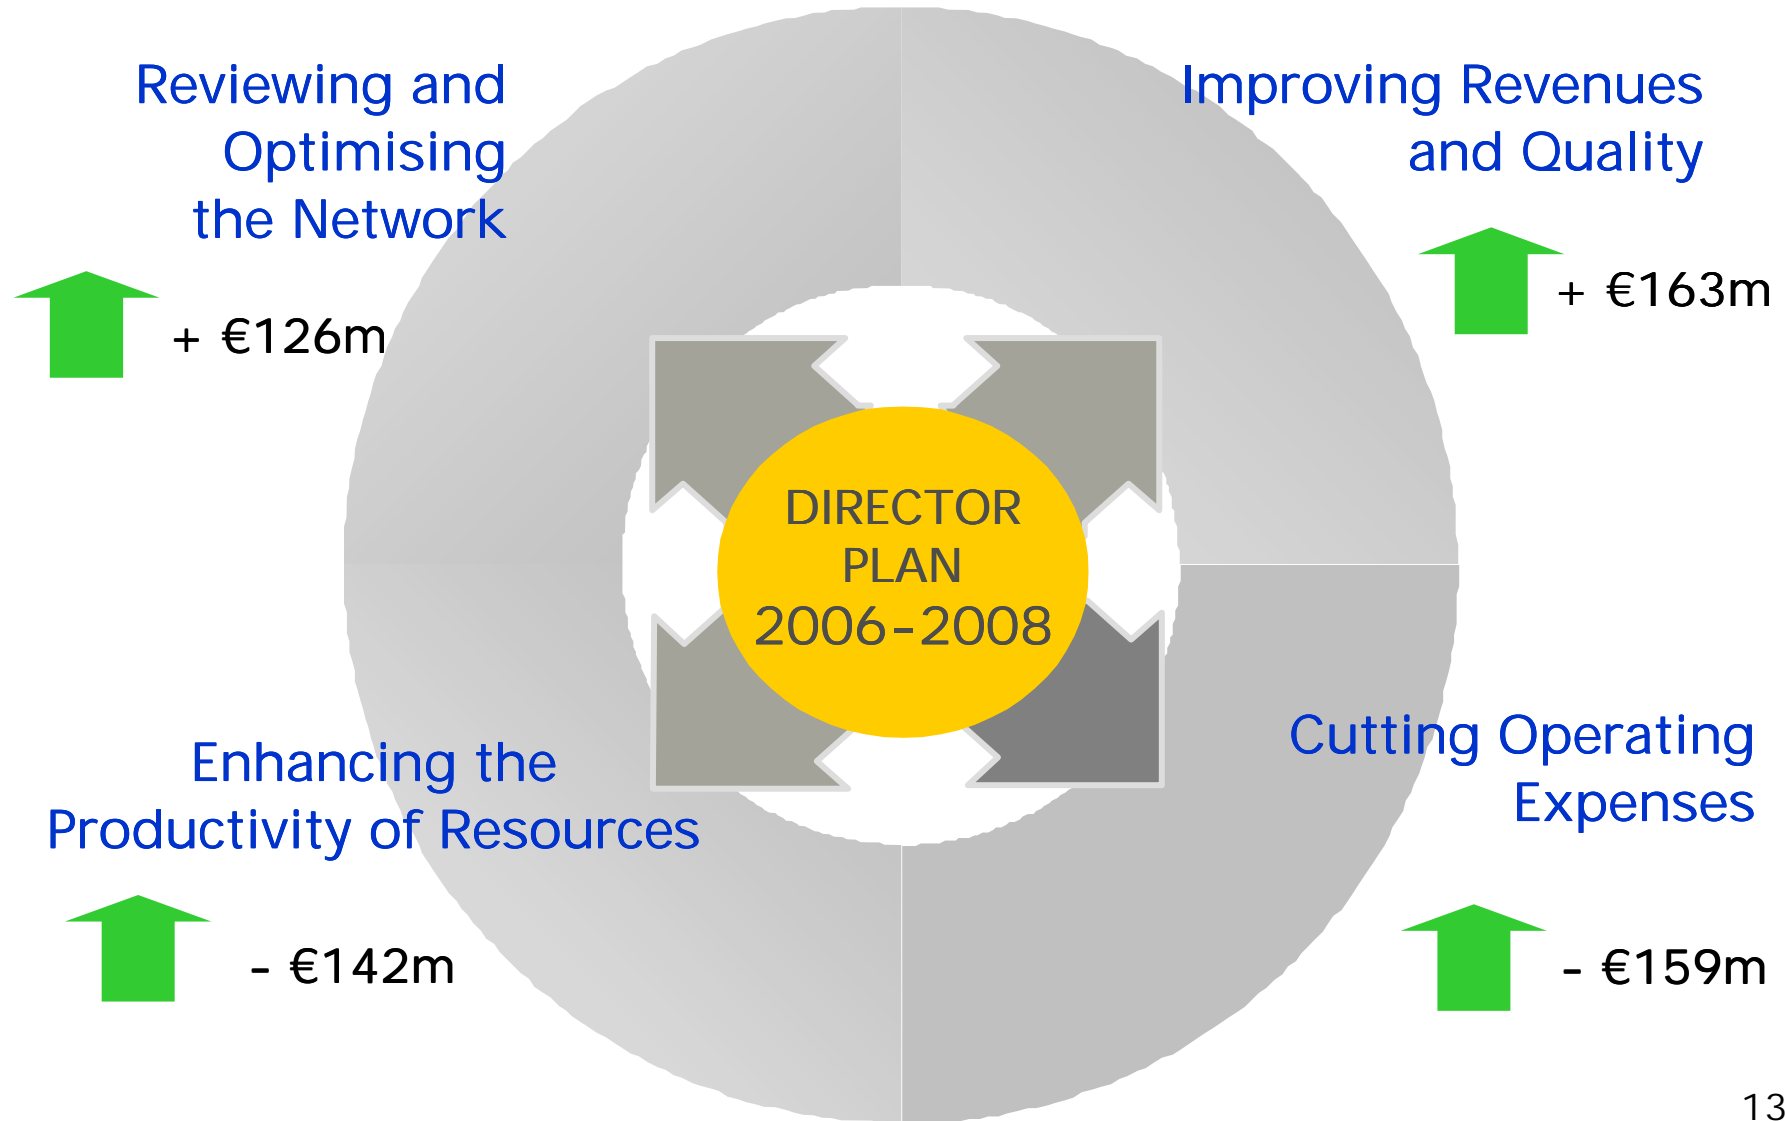 Reviewing and
Optimising
the Network
+ €126m
Improving Revenues
and Quality
+ €163m
DIRECTOR
PLAN
2006-2008
Enhancing the
Productivity of Resources
- €142m
Cutting Operating
Expenses
- €159m
13